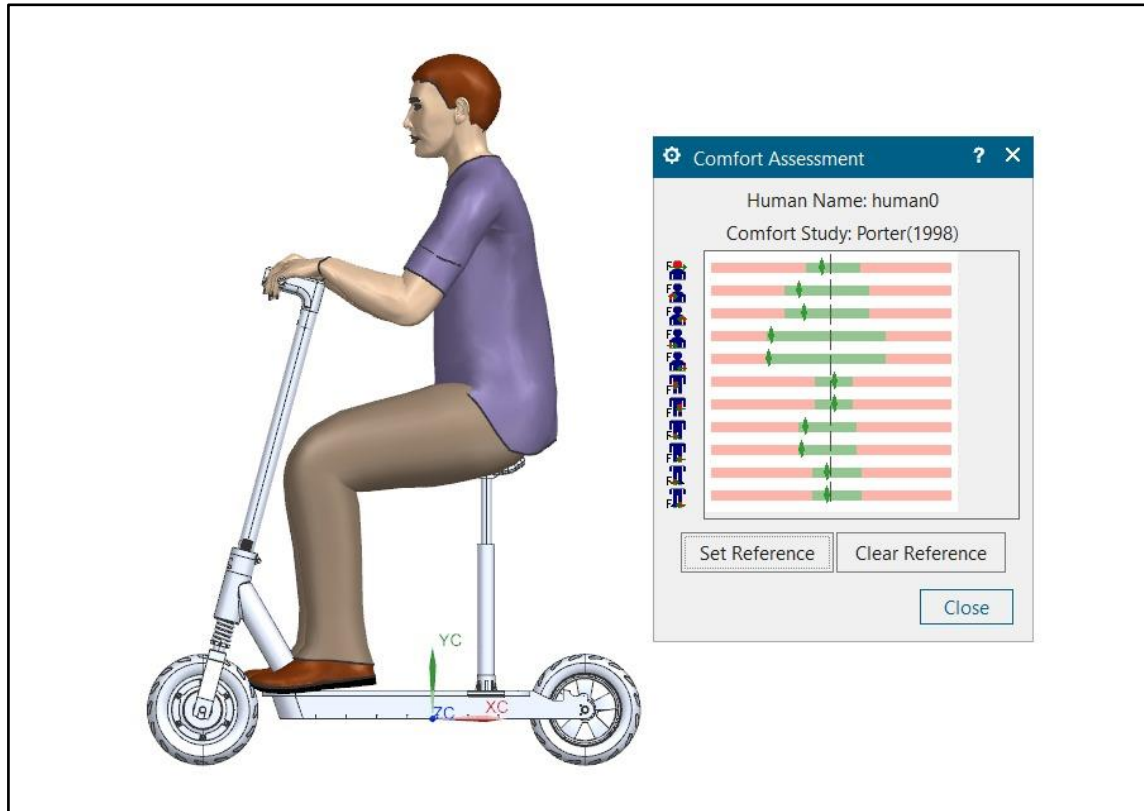 Comfort Assessment ? X
Human Name: human0
Comfort Study: Porter(1998)
F
F
F
F
F
F
F
F
F
F
F
Set Reference Clear Reference
Close
YC
ZC XC